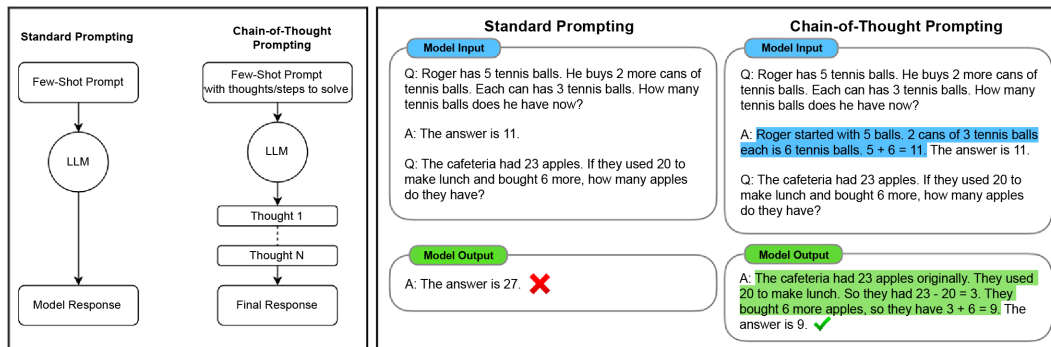 Standard Prompting
Chain-of-Thought
Prompting
Few-Shot Prompt
Few-Shot Prompt
with thoughts/steps to solve
LLM
LLM
Thought 1
Thought N
Model Response
Final Response
Standard Prompting
Model Input
Q: Roger has 5 tennis balls. He buys 2 more cans of
tennis balls. Each can has 3 tennis balls. How many
tennis balls does he have now?
A: The answer is 11.
Q: The cafeteria had 23 apples. If they used 20 to
make lunch and bought 6 more, how many apples
do they have?
Model Output
A: The answer is 27.
Chain-of-Thought Prompting
Model Input
Q: Roger has 5 tennis balls. He buys 2 more cans of
tennis balls. Each can has 3 tennis balls. How many
tennis balls does he have now?
A: Roger started with 5 balls. 2 cans of 3 tennis balls
each is 6 tennis balls. 5 + 6 = 11. The answer is 11.
Q: The cafeteria had 23 apples. If they used 20 to
make lunch and bought 6 more, how many apples
do they have?
Model Output
A: The cafeteria had 23 apples originally. They used
20 to make lunch. So they had 23 - 20 = 3. They
bought 6 more apples, so they have 3 + 6 = 9. The
answer is 9.